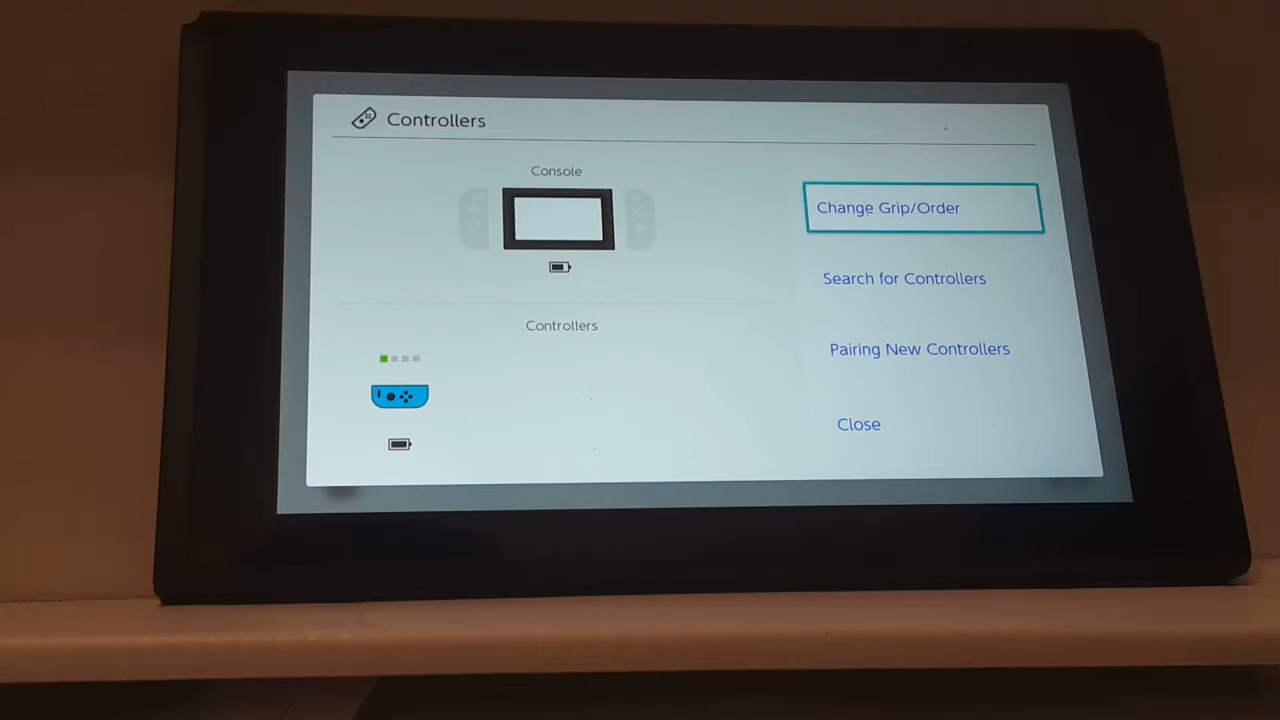 Controllers
Console
Change Grip/Order
Search for Controllers
Controllers
Pairing New Controllers
Close